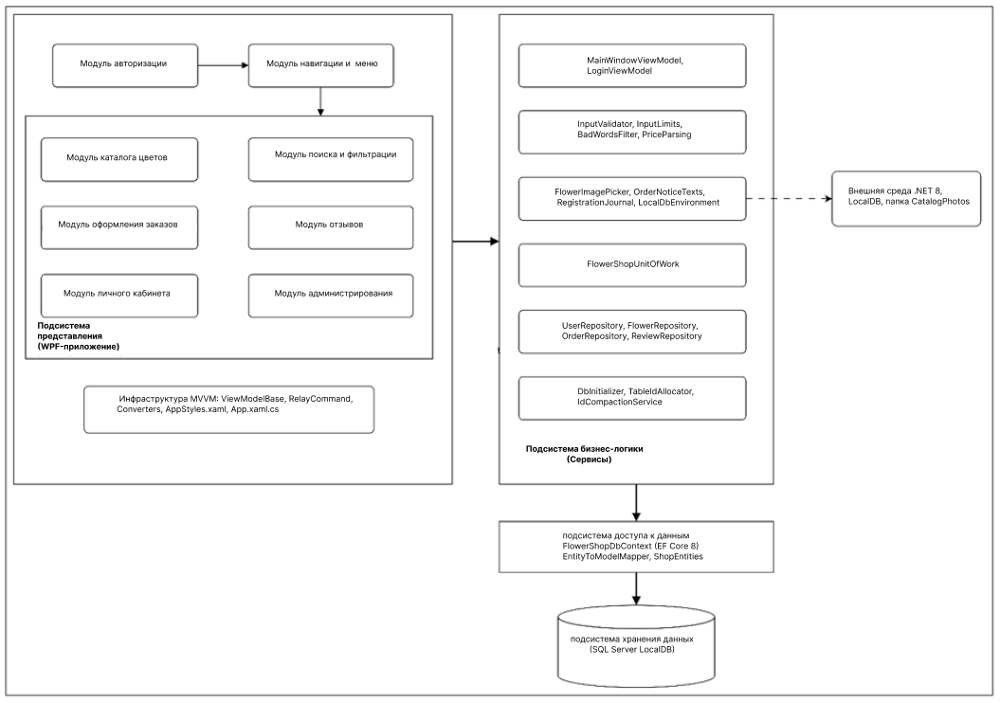 Модуль авторизации
Модуль навигации и меню
Модуль каталога цветов
Модуль поиска и фильтрации
Модуль оформления заказов
Модуль отзывов
Модуль личного кабинета
Модуль администрирования
Подсистема
представления
(WPF-приложение)
Инфраструктура MVVM: ViewModelBase, RelayCommand,
Converters, AppStyles.xaml, App.xaml.cs
MainWindowViewModel,
LoginViewModel
InputValidator, InputLimits,
BadWordsFilter, PriceParsing
FlowerImagePicker, OrderNoticeTexts,
RegistrationJournal, LocalDbEnvironment
FlowerShopUnitOfWork
UserRepository, FlowerRepository,
OrderRepository, ReviewRepository
DbInitializer, TableIdAllocator,
IdCompactionService
Подсистема бизнес-логики
(Сервисы)
Внешняя среда .NET 8,
LocalDB, папка CatalogPhotos
подсистема доступа к данным
FlowerShopDbContext (EF Core 8)
EntityToModelMapper, ShopEntities
подсистема хранения данных
(SQL Server LocalDB)